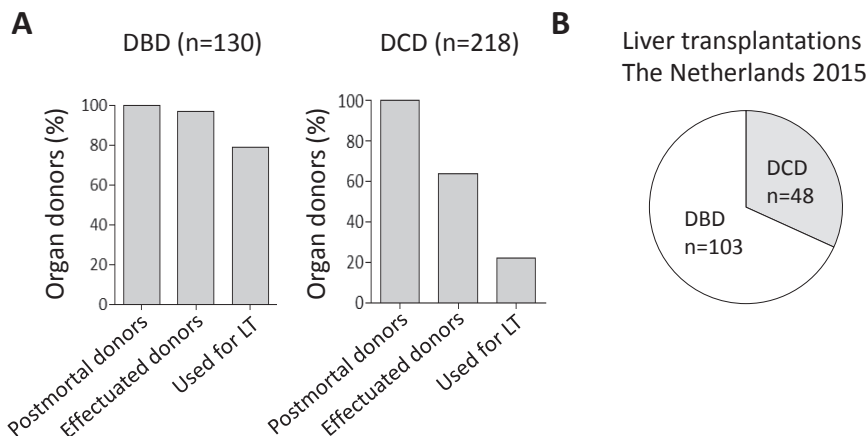 A
DBD (n=130)
Organ donors (%)
100
80
60
40
20
0
Postmortal donors
Effectuated donors
Used for LT
DCD (n=218)
Organ donors (%)
100
80
60
40
20
0
Postmortal donors
Effectuated donors
Used for LT
B
Liver transplantations
The Netherlands 2015
DCD
n=48
DBD
n=103